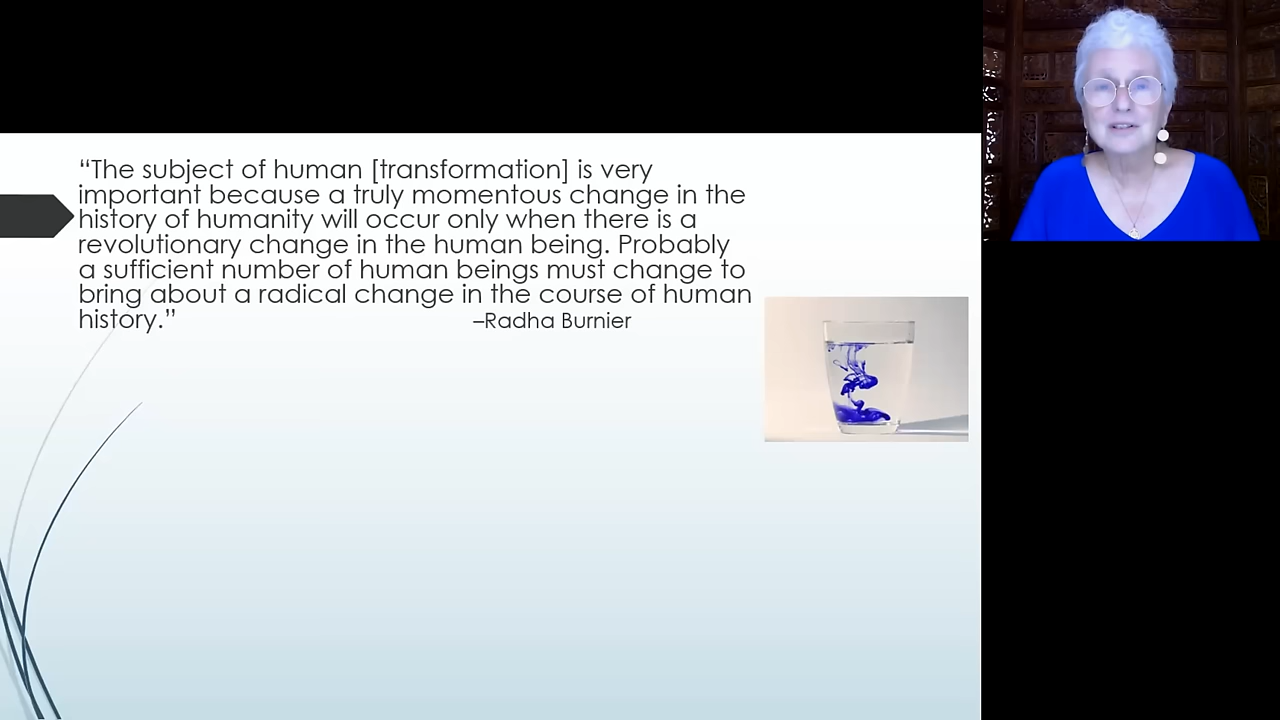 “The subject of human [transformation] is very
important because a truly momentous change in the
history of humanity will occur only when there is a
revolutionary change in the human being. Probably
a sufficient number of human beings must change to
bring about a radical change in the course of human
history.” –Radha Burnier